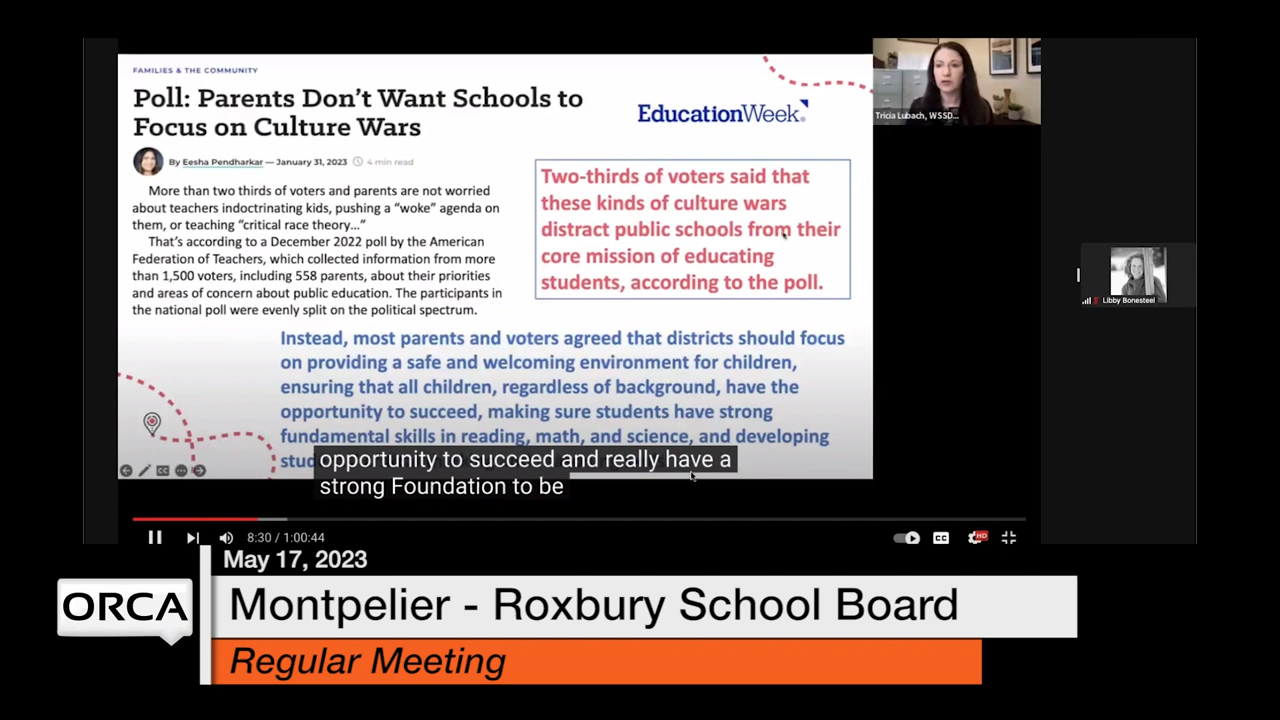 FAMILIES & THE COMMUNITY
Poll: Parents Don't Want Schools to
Focus on Culture Wars
EducationWeek.
By Eesha Pendharkar — January 31, 2023 4 min read
More than two thirds of voters and parents are not worried
about teachers indoctrinating kids, pushing a “woke” agenda on
them, or teaching “critical race theory…”
That's according to a December 2022 poll by the American
Federation of Teachers, which collected information from more
than 1,500 voters, including 558 parents, about their priorities
and areas of concern about public education. The participants in
the national poll were evenly split on the political spectrum.
Two-thirds of voters said that
these kinds of culture wars
distract public schools from their
core mission of educating
students, according to the poll.
Instead, most parents and voters agreed that districts should focus
on providing a safe and welcoming environment for children,
ensuring that all children, regardless of background, have the
opportunity to succeed, making sure students have strong
fundamental skills in reading, math, and science, and developing
opportunity to succeed and really have a
strong Foundation to be
Tricia Lubach, WSSD...
Libby Bonesteel
CC
8:30 / 1:00:44
CC
HD
May 17, 2023
ORCA
Montpelier - Roxbury School Board
Regular Meeting